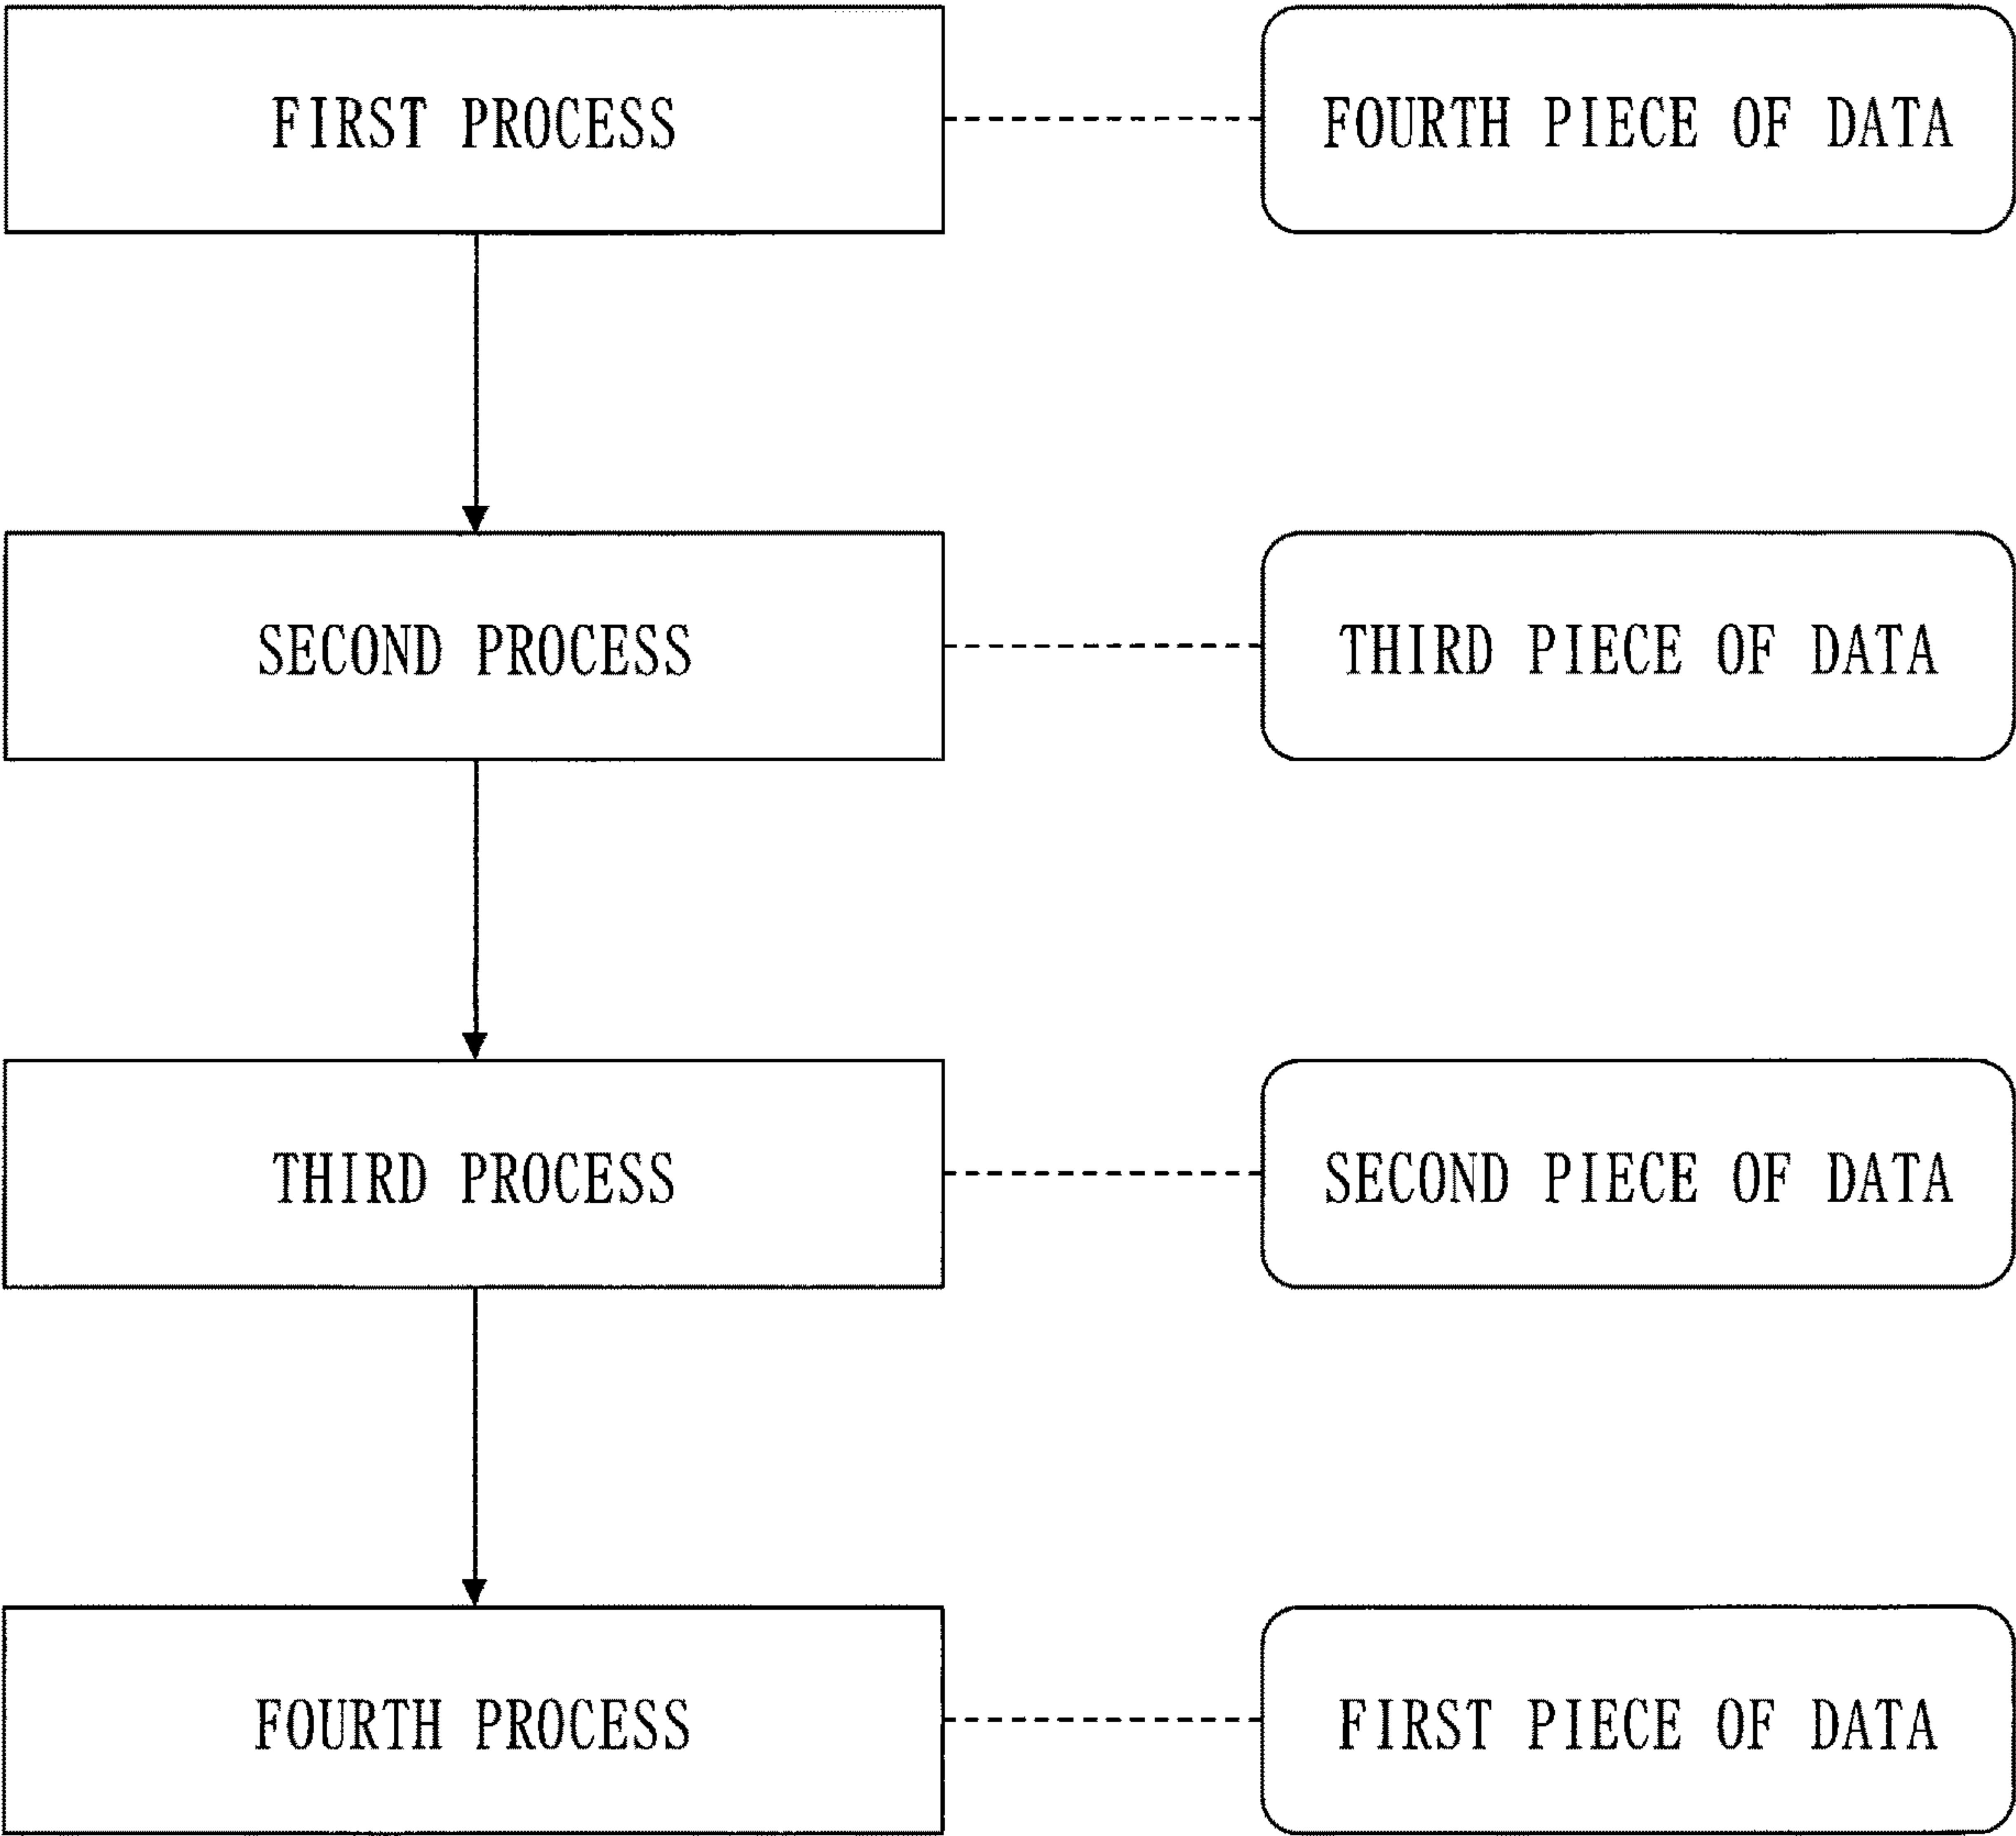 FIRST PROCESS
FOURTH PIECE OF DATA
SECOND PROCESS
THIRD PIECE OF DATA
THIRD PROCESS
SECOND PIECE OF DATA
FOURTH PROCESS
FIRST PIECE OF DATA